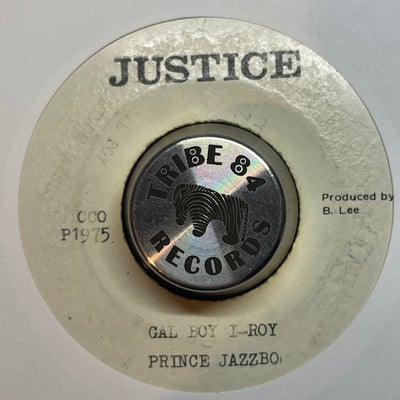 JUSTICE
TRIBE 84
RECORDS
CCO
P1975
Produced by
B. Lee
GAL BOY I-ROY
PRINCE JAZZBO